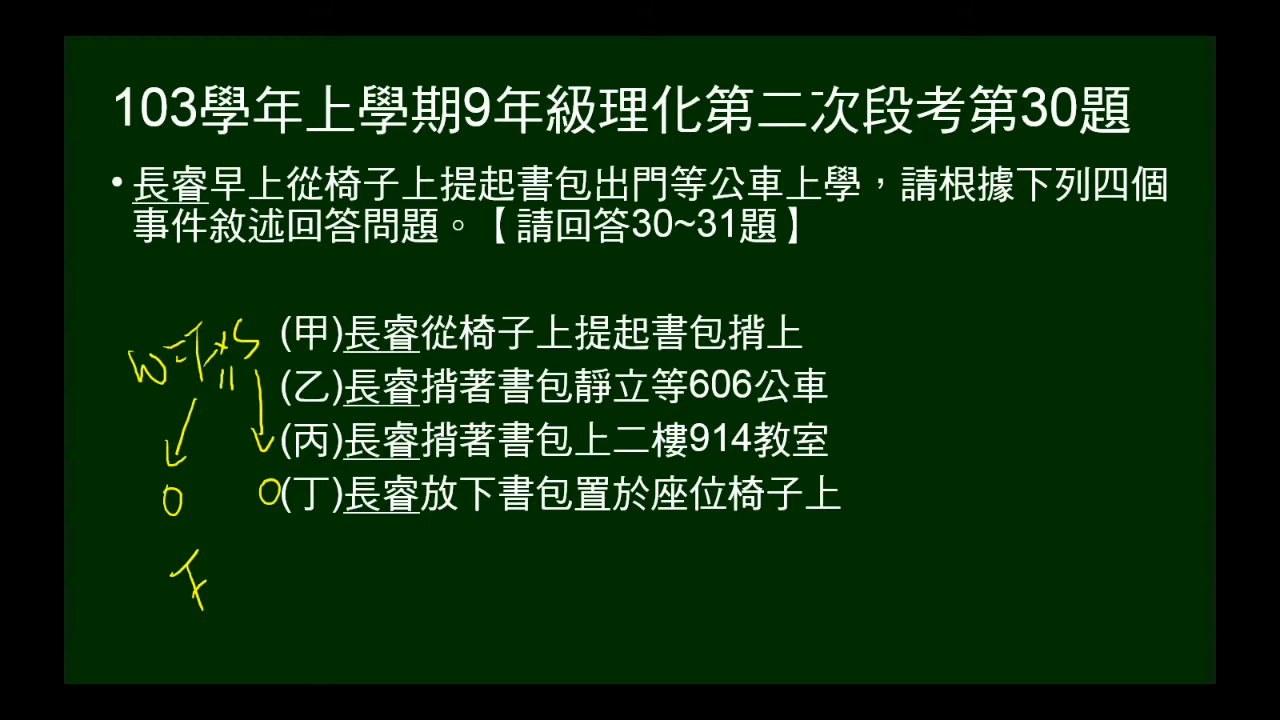 103學年上學期9年級理化第二次段考第30題
• 長睿早上從椅子上提起書包出門等公車上學，請根據下列四個
事件敘述回答問題。【請回答30~31題】
(甲)長睿從椅子上提起書包揹上
(乙)長睿揹著書包靜立等606公車
(丙)長睿揹著書包上二樓914教室
(丁)長睿放下書包置於座位椅子上
W=F×S
0
0
F